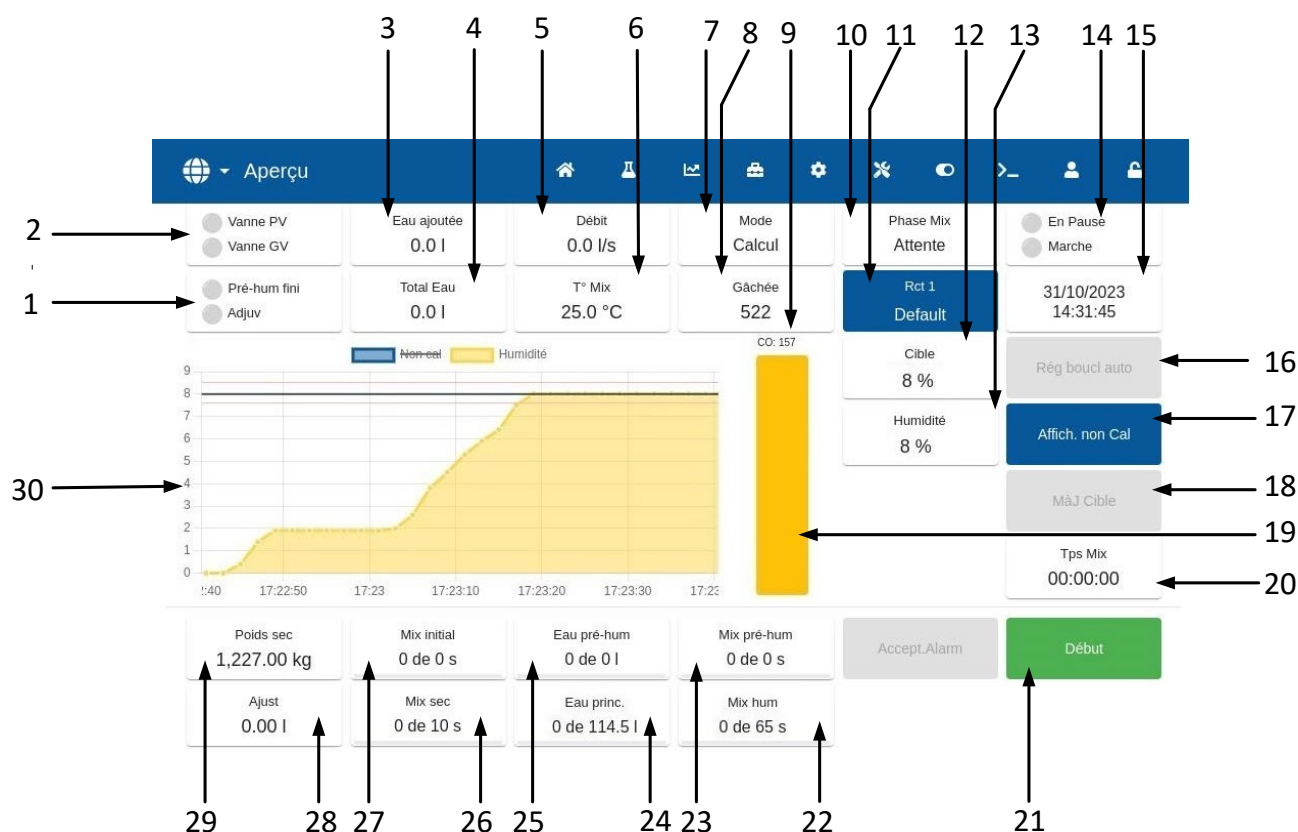 3 4 5 6 7 8 9 10 11 12 13 14 15
Aperçu
2
Vanne PV
Vanne GV
Eau ajoutée
0.0 l
Débit
0.0 l/s
Mode
Calcul
Phase Mix
Attente
En Pause
Marche
1
Pré-hum fini
Adjuv
Total Eau
0.0 l
T° Mix
25.0 °C
Gâchée
522
Rct 1
Default
31/10/2023
14:31:45
Non cal
Humidité
CO: 157
Cible
8 %
Rég boucl auto
16
Humidité
8 %
Affich. non Cal
17
MàJ Cible
18
19
Tps Mix
00:00:00
20
30
9
8
7
6
5
4
3
2
1
0
:40 17:22:50 17:23 17:23:10 17:23:20 17:23:30 17:23
Poids sec
1,227.00 kg
Mix initial
0 de 0 s
Eau pré-hum
0 de 0 l
Mix pré-hum
0 de 0 s
Accept.Alarm
Début
Ajust
0.00 l
Mix sec
0 de 10 s
Eau princ.
0 de 114.5 l
Mix hum
0 de 65 s
29 28 27 26 25 24 23 22 21